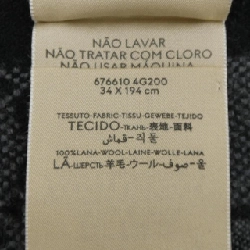 NÃO LAVAR
NÃO TRATAR COM CLORO
NÃO USAR MÁQUINA
676610 4G200
34 X 194 cm
TESSUTO-FABRIC-TISSU-GEWEBE-TEJIDO
TECIDO-ТКАНЬ-表織-面料
قماش-직물
100%LANA-WOOL-LAINE-WOLLE-LANA
LÃ-ШЕРСТЬ-羊毛-ウール-صوف-울